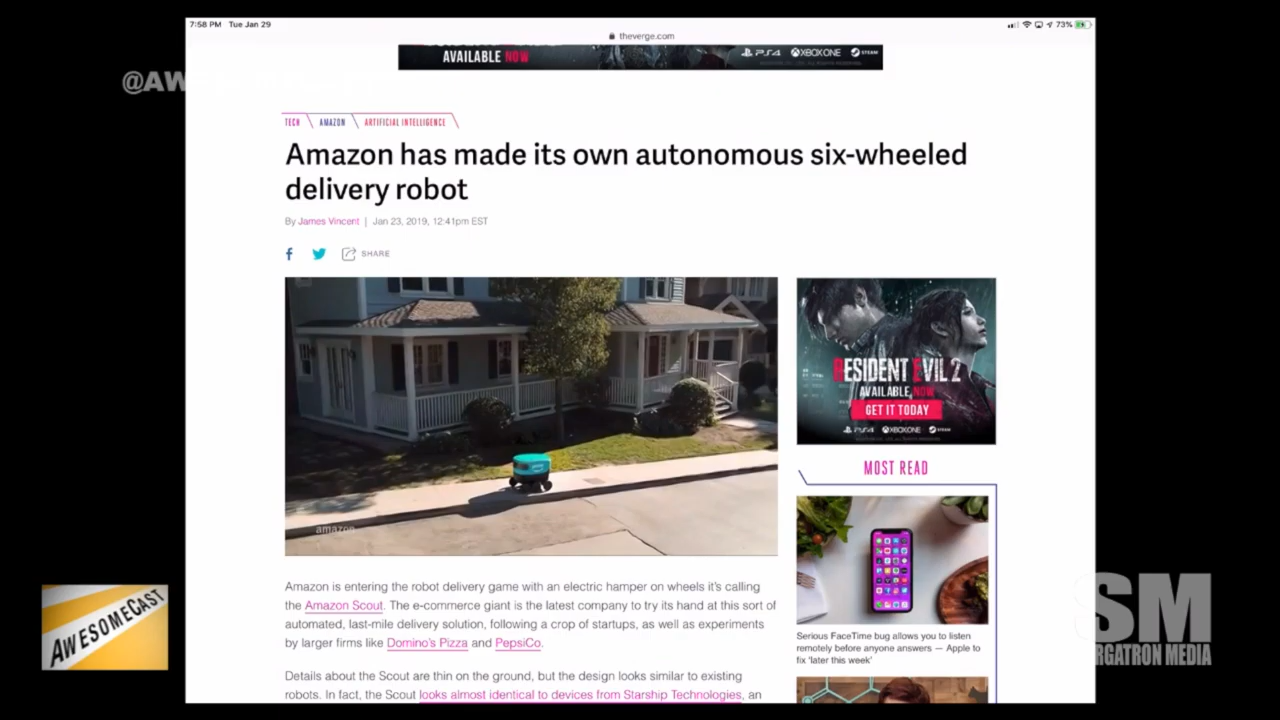 7:58 PM Tue Jan 29
73%
theverge.com
AVAILABLE NOW
PS4 XBOX ONE STEAM
@AW
TECH AMAZON ARTIFICIAL INTELLIGENCE
Amazon has made its own autonomous six-wheeled
delivery robot
By James Vincent | Jan 23, 2019, 12:41pm EST
SHARE
amazon
RESIDENT EVIL 2
AVAILABLE NOW
GET IT TODAY
PS4 XBOX ONE STEAM
MOST READ
Serious FaceTime bug allows you to listen
remotely before anyone answers — Apple to
fix 'later this week'
Amazon is entering the robot delivery game with an electric hamper on wheels it's calling
the Amazon Scout. The e-commerce giant is the latest company to try its hand at this sort of
automated, last-mile delivery solution, following a crop of startups, as well as experiments
by larger firms like Domino's Pizza and PepsiCo.
Details about the Scout are thin on the ground, but the design looks similar to existing
robots. In fact, the Scout looks almost identical to devices from Starship Technologies, an
AWESOMECAST
SM
RGATRON MEDIA